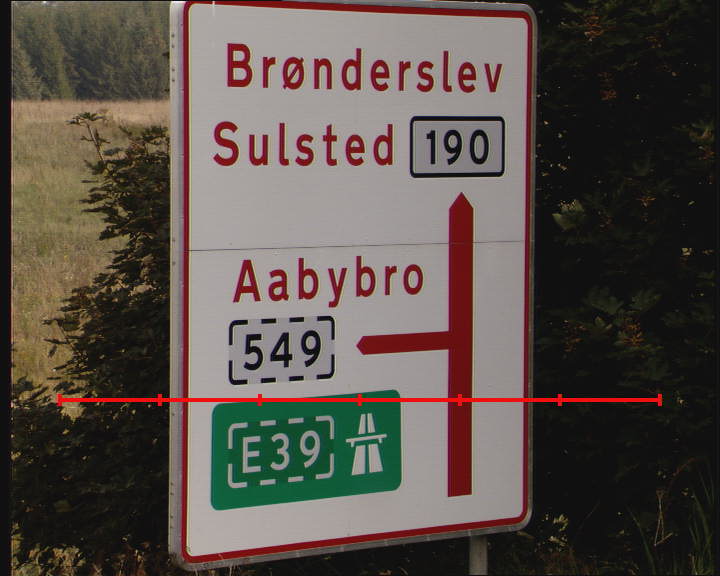 Brønderslev
Sulsted 190
Aabybro
549
E39